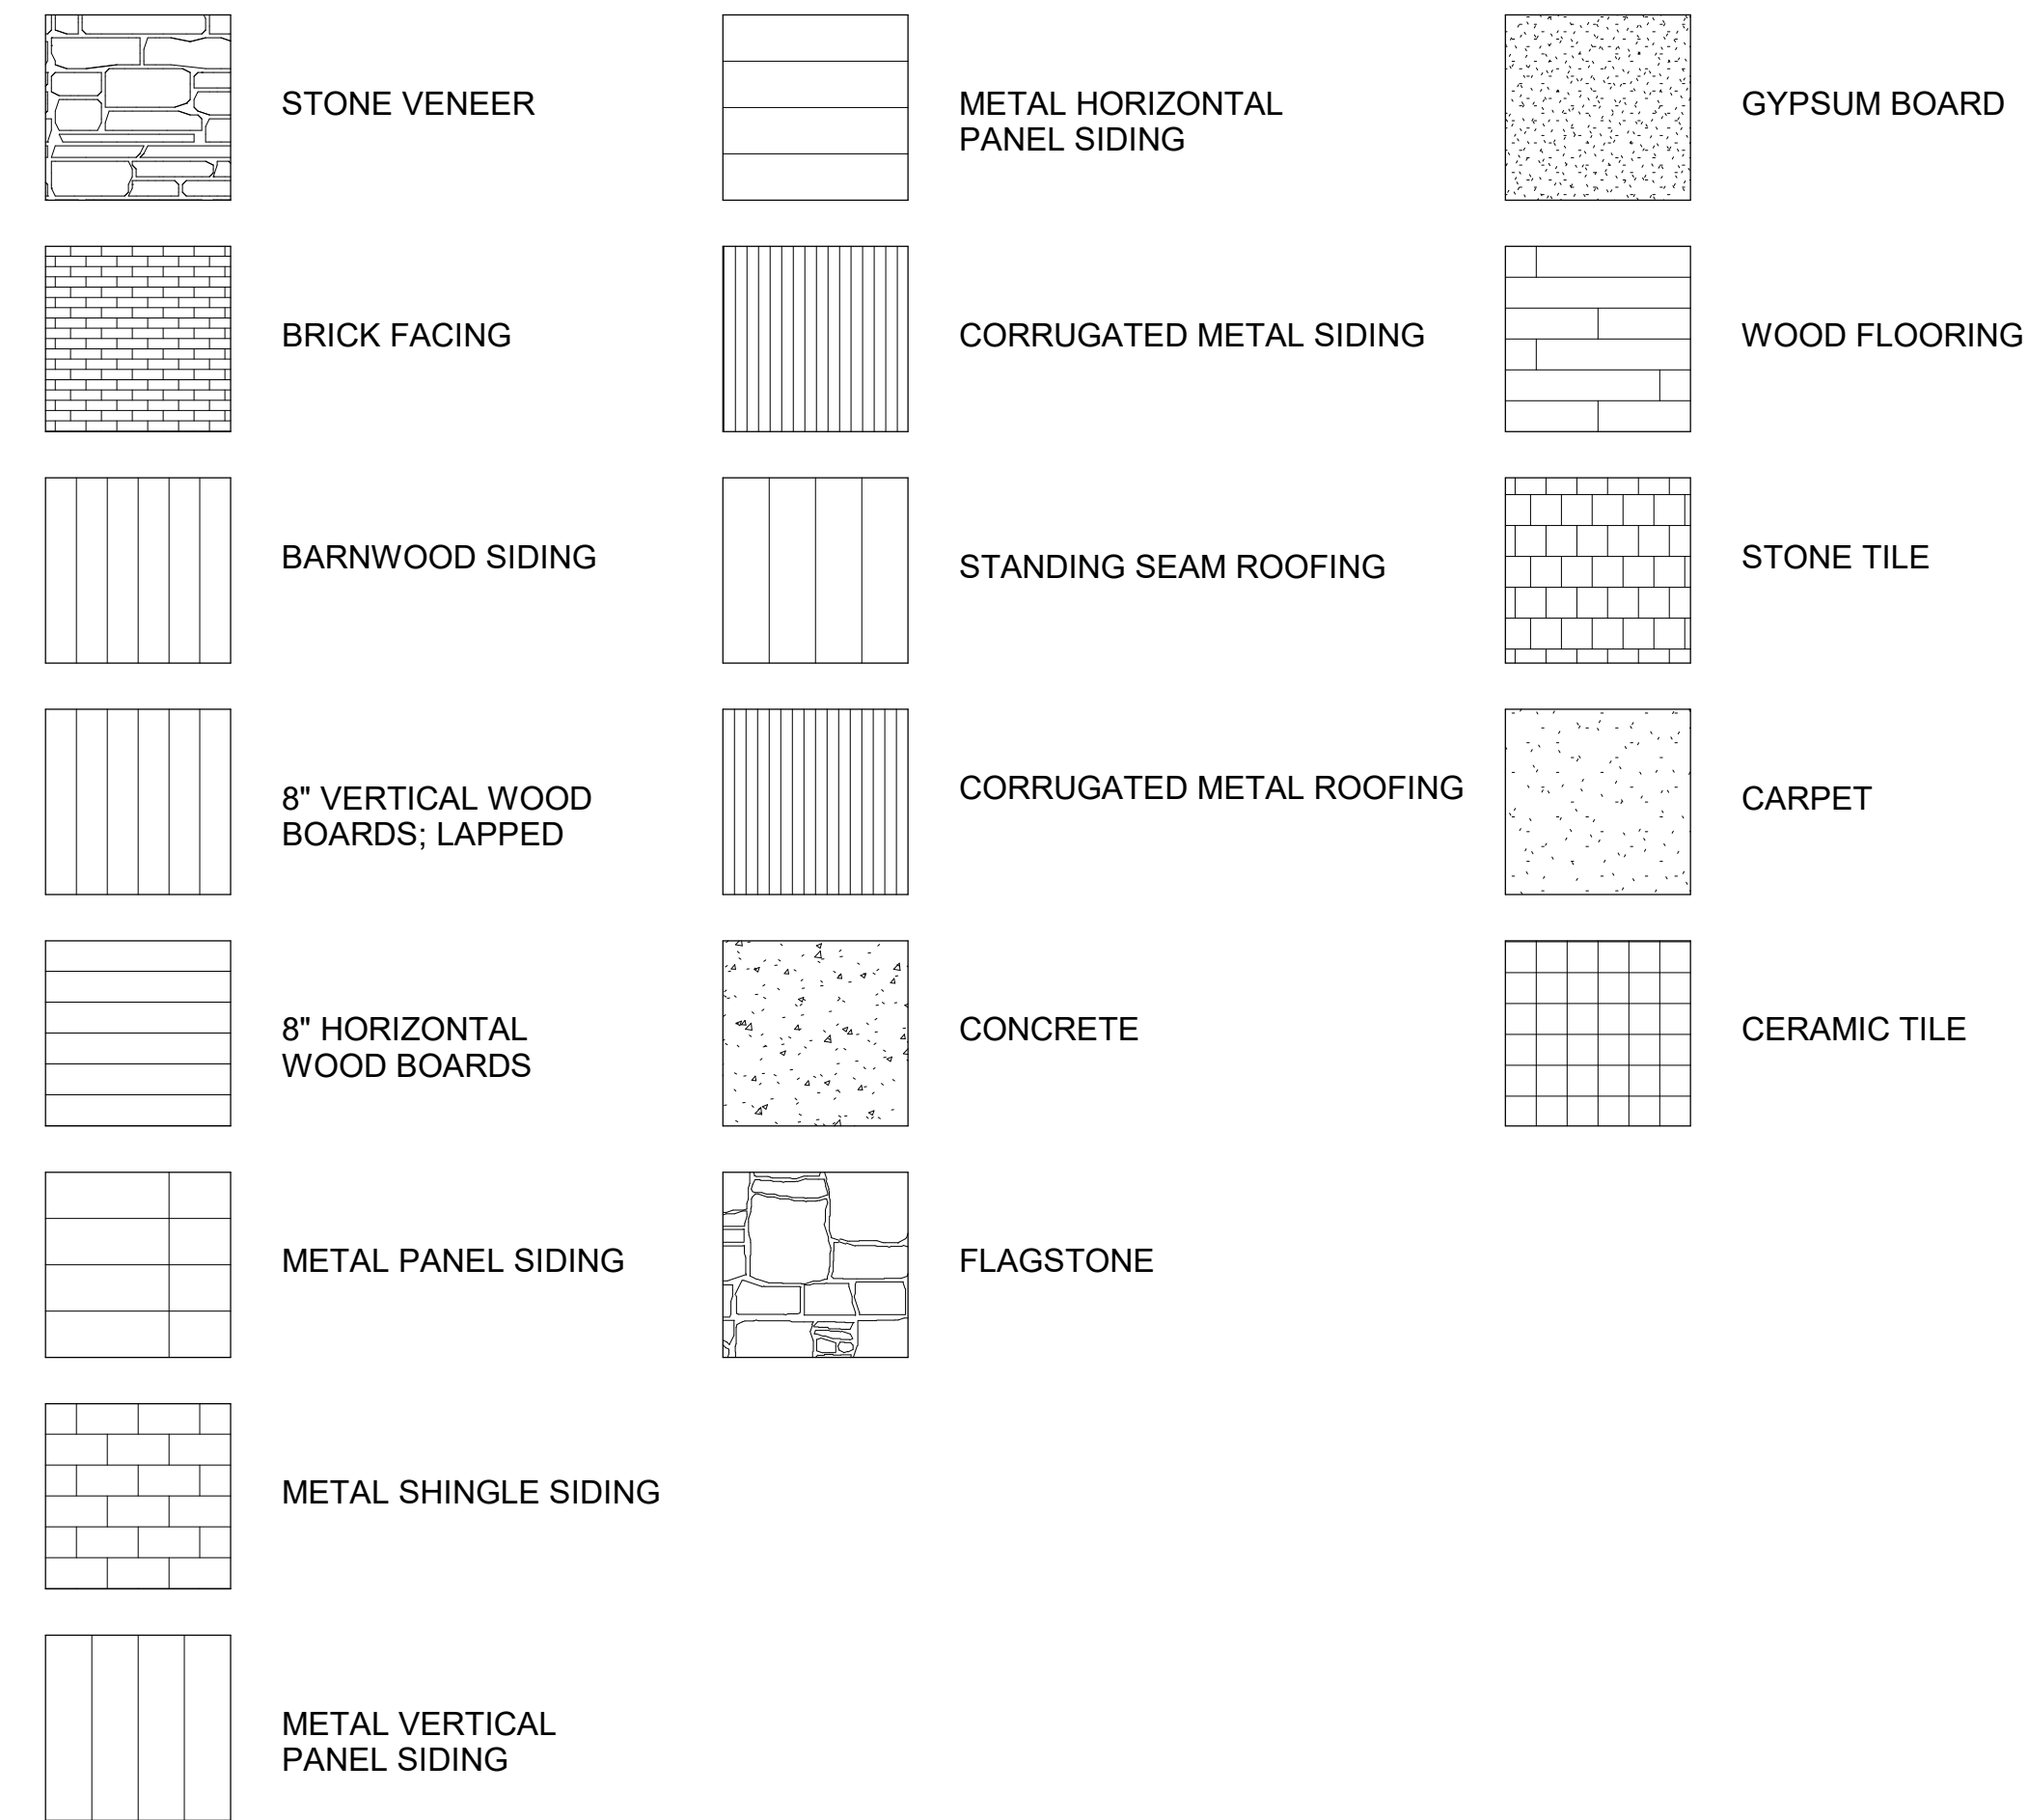 STONE VENEER
BRICK FACING
BARNWOOD SIDING
8" VERTICAL WOOD
BOARDS; LAPPED
8" HORIZONTAL
WOOD BOARDS
METAL PANEL SIDING
METAL SHINGLE SIDING
METAL VERTICAL
PANEL SIDING
METAL HORIZONTAL
PANEL SIDING
CORRUGATED METAL SIDING
STANDING SEAM ROOFING
CORRUGATED METAL ROOFING
CONCRETE
FLAGSTONE
GYPSUM BOARD
WOOD FLOORING
STONE TILE
CARPET
CERAMIC TILE